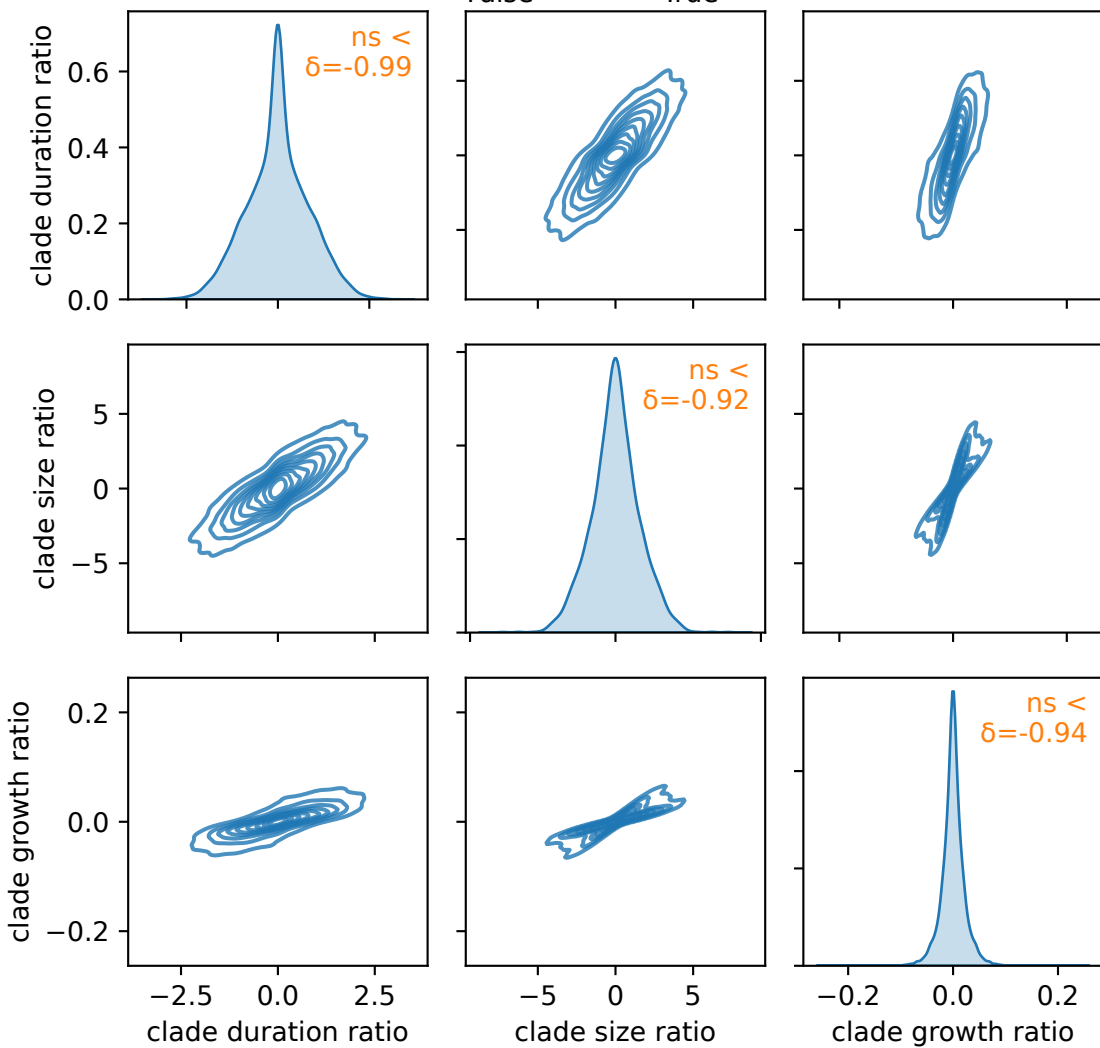 clade duration ratio
0.6
0.4
0.2
0.0
ns <
δ=-0.99
clade size ratio
5
0
−5
ns <
δ=-0.92
clade growth ratio
0.2
0.0
−0.2
ns <
δ=-0.94
−2.5 0.0 2.5
−5 0 5
−0.2 0.0 0.2
clade duration ratio
clade size ratio
clade growth ratio